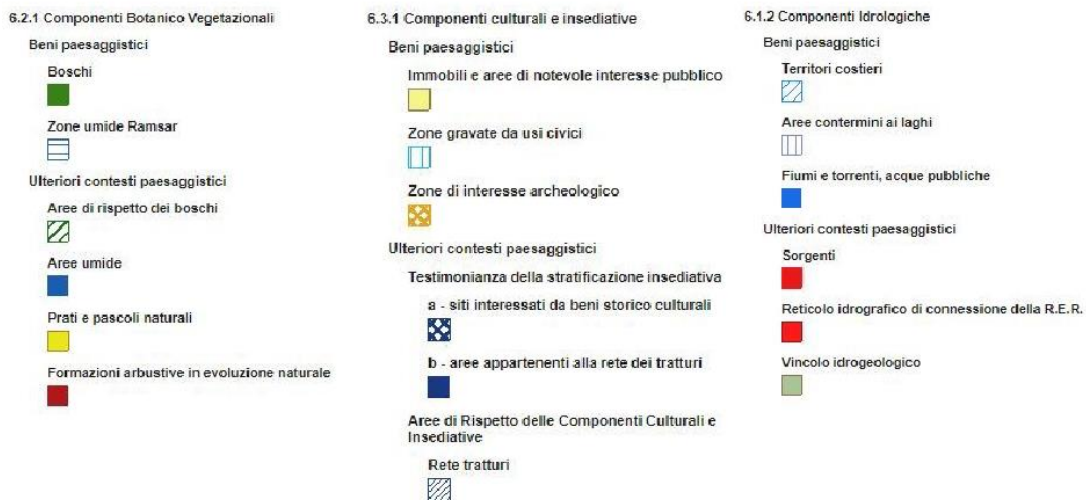 6.2.1 Componenti Botanico Vegetazionali
Beni paesaggistici
Boschi
Zone umide Ramsar
Ulteriori contesti paesaggistici
Aree di rispetto dei boschi
Aree umide
Prati e pascoli naturali
Formazioni arbustive in evoluzione naturale
6.3.1 Componenti culturali e insediative
Beni paesaggistici
Immobili e aree di notevole interesse pubblico
Zone gravate da usi civici
Zone di interesse archeologico
Ulteriori contesti paesaggistici
Testimonianza della stratificazione insediativa
a - siti interessati da beni storico culturali
b - aree appartenenti alla rete dei tratturi
Aree di Rispetto delle Componenti Culturali e
Insediative
Rete tratturi
6.1.2 Componenti Idrologiche
Beni paesaggistici
Territori costieri
Aree contermini ai laghi
Fiumi e torrenti, acque pubbliche
Ulteriori contesti paesaggistici
Sorgenti
Reticolo idrografico di connessione della R.E.R.
Vincolo idrogeologico